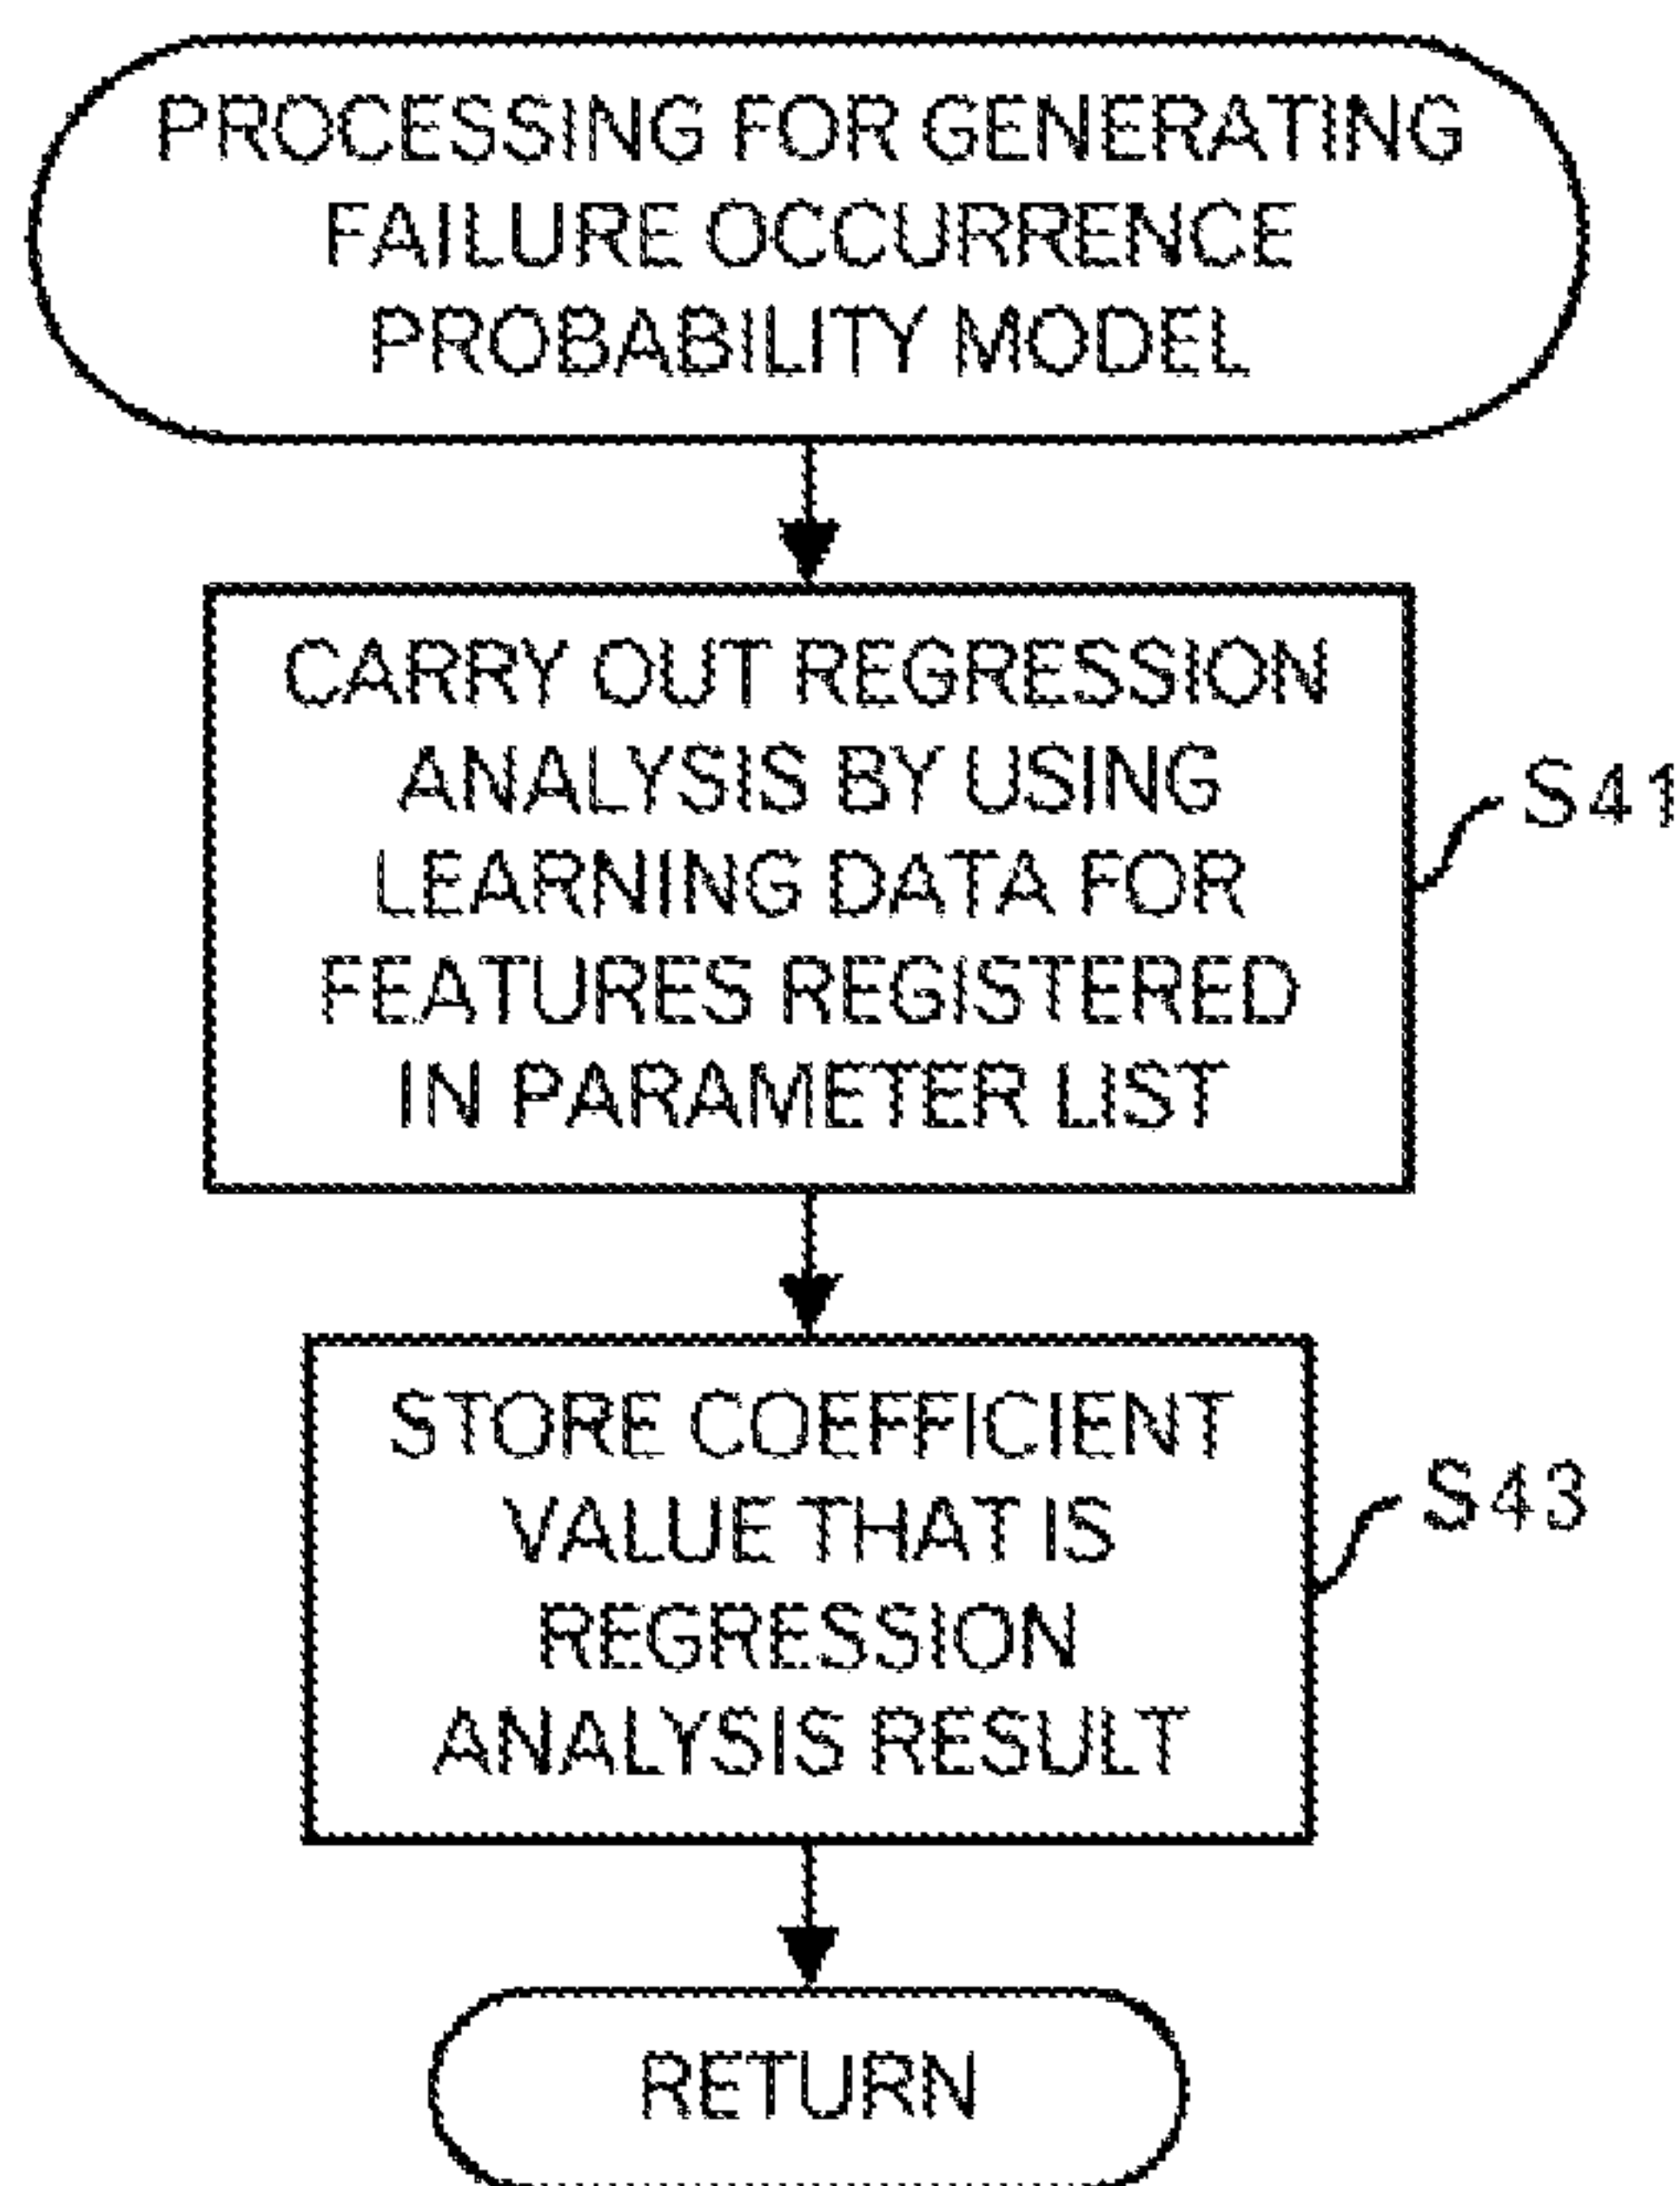 PROCESSING FOR GENERATING
FAILURE OCCURRENCE
PROBABILITY MODEL
CARRY OUT REGRESSION
ANALYSIS BY USING
LEARNING DATA FOR
FEATURES REGISTERED
IN PARAMETER LIST
S41
STORE COEFFICIENT
VALUE THAT IS
REGRESSION
ANALYSIS RESULT
S43
RETURN